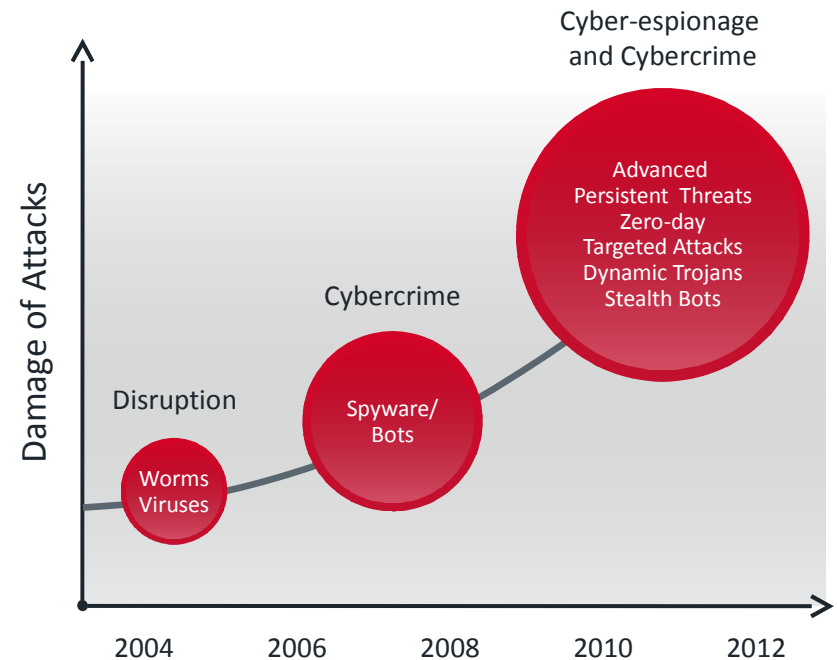 Cyber-espionage
and Cybercrime
Advanced
Persistent Threats
Zero-day
Targeted Attacks
Dynamic Trojans
Stealth Bots
Cybercrime
Spyware/
Bots
Disruption
Worms
Viruses
Damage of Attacks
2004 2006 2008 2010 2012